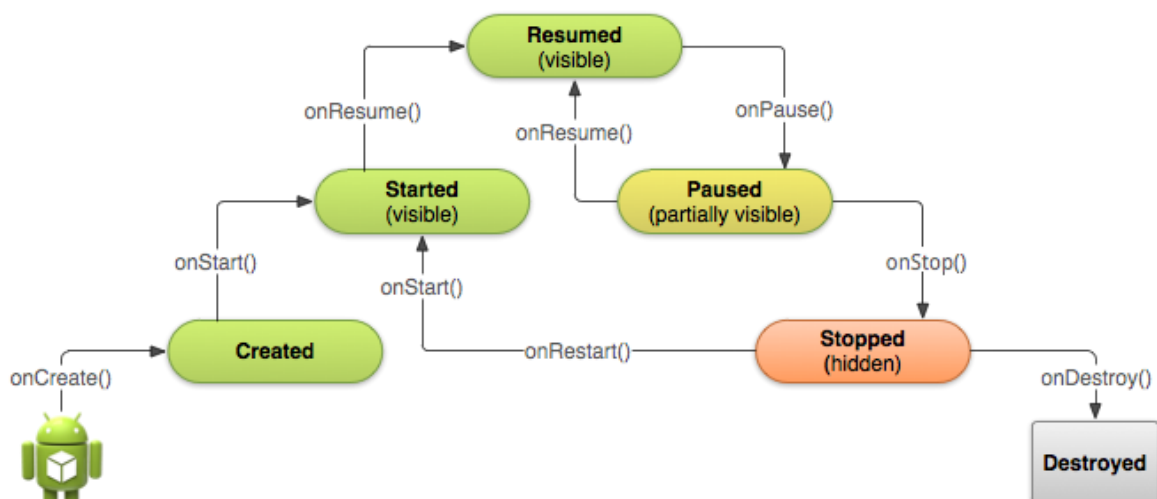 Resumed
(visible)
onResume()
onResume()
onPause()
Started
(visible)
Paused
(partially visible)
onStart()
onStart()
onStop()
Created
onRestart()
Stopped
(hidden)
onCreate()
onDestroy()
Destroyed